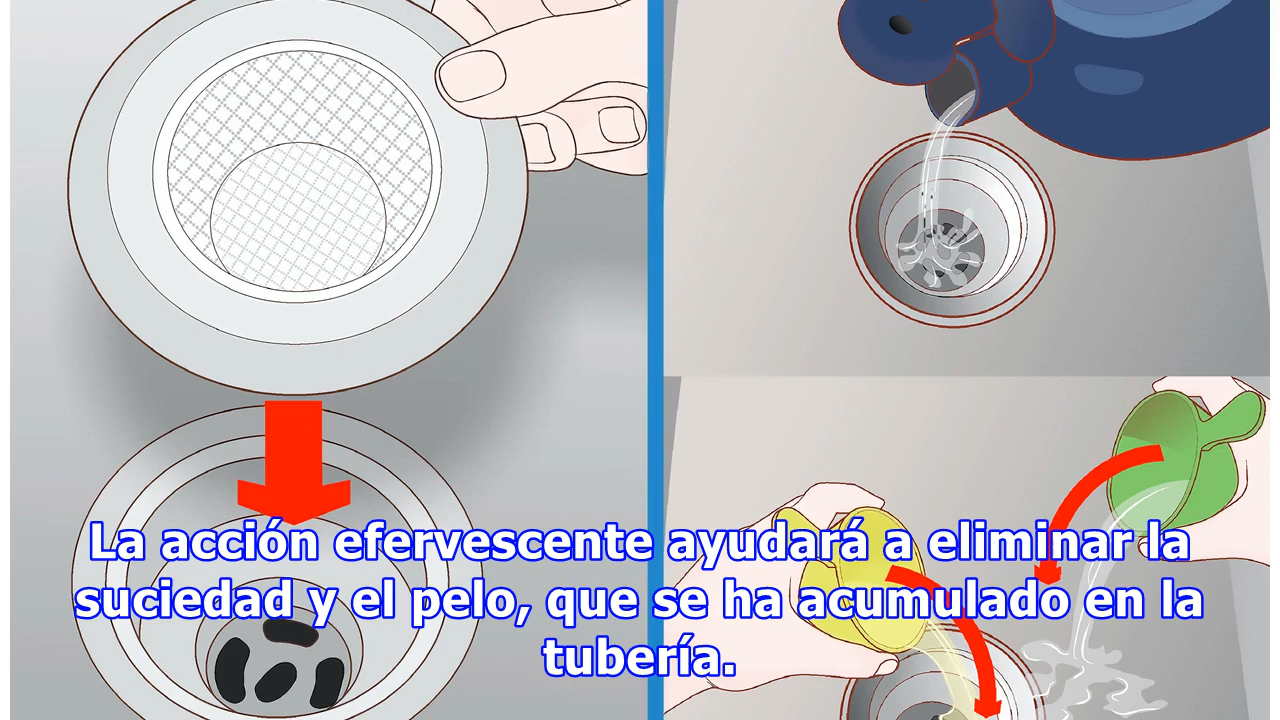 La acción efervescente ayudará a eliminar la
suciedad y el pelo, que se ha acumulado en la
tubería.